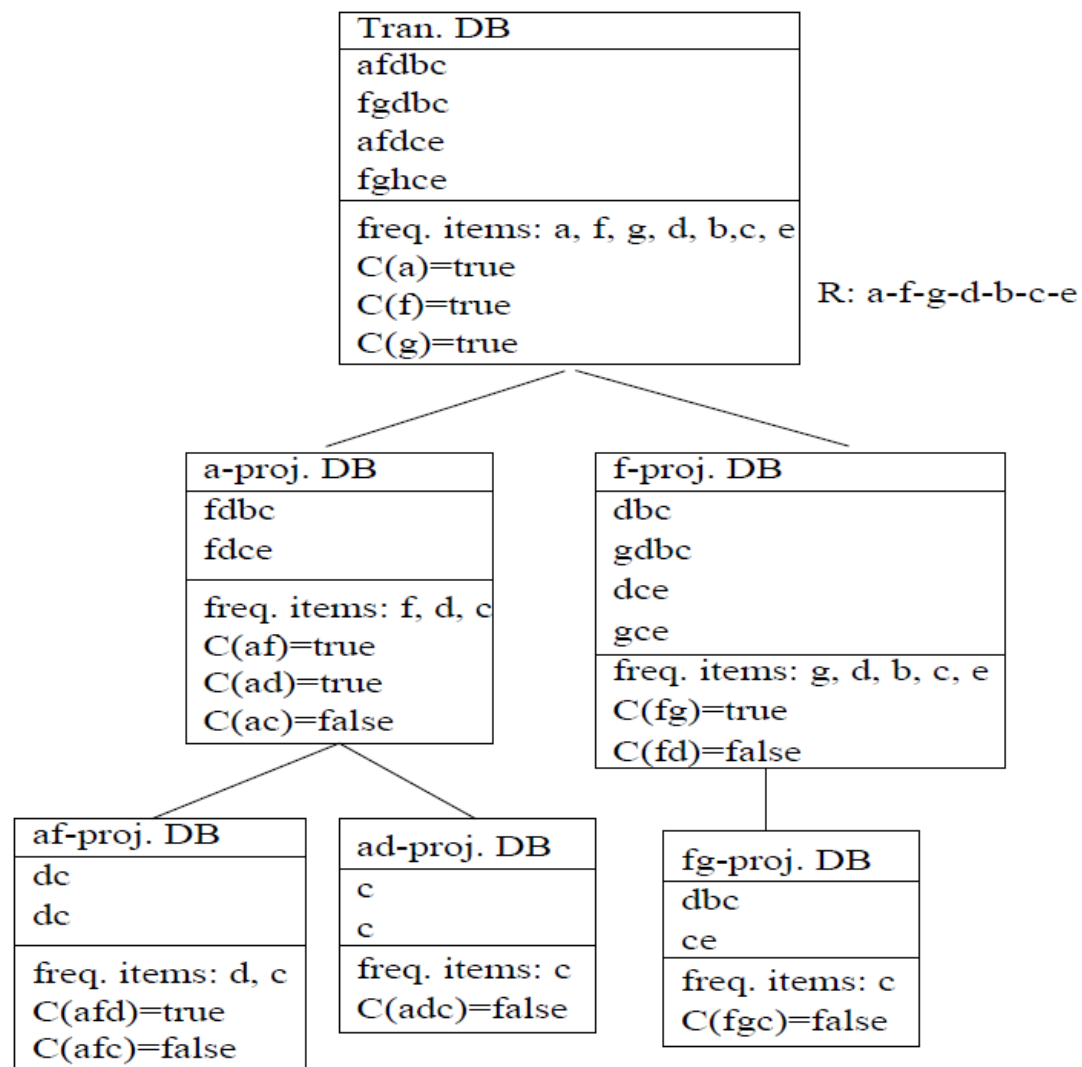 Tran. DB
afdbc
fgdbc
afdce
fghce
freq. items: a, f, g, d, b,c, e
C(a)=true
C(f)=true
C(g)=true
R: a-f-g-d-b-c-e
a-proj. DB
fdbc
fdce
freq. items: f, d, c
C(af)=true
C(ad)=true
C(ac)=false
f-proj. DB
dbc
gdbc
dce
gce
freq. items: g, d, b, c, e
C(fg)=true
C(fd)=false
af-proj. DB
dc
dc
freq. items: d, c
C(afd)=true
C(afc)=false
ad-proj. DB
c
c
freq. items: c
C(adc)=false
fg-proj. DB
dbc
ce
freq. items: c
C(fgc)=false